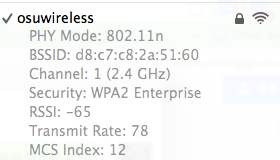 osuwireless
PHY Mode: 802.11n
BSSID: d8:c7:c8:2a:51:60
Channel: 1 (2.4 GHz)
Security: WPA2 Enterprise
RSSI: -65
Transmit Rate: 78
MCS Index: 12